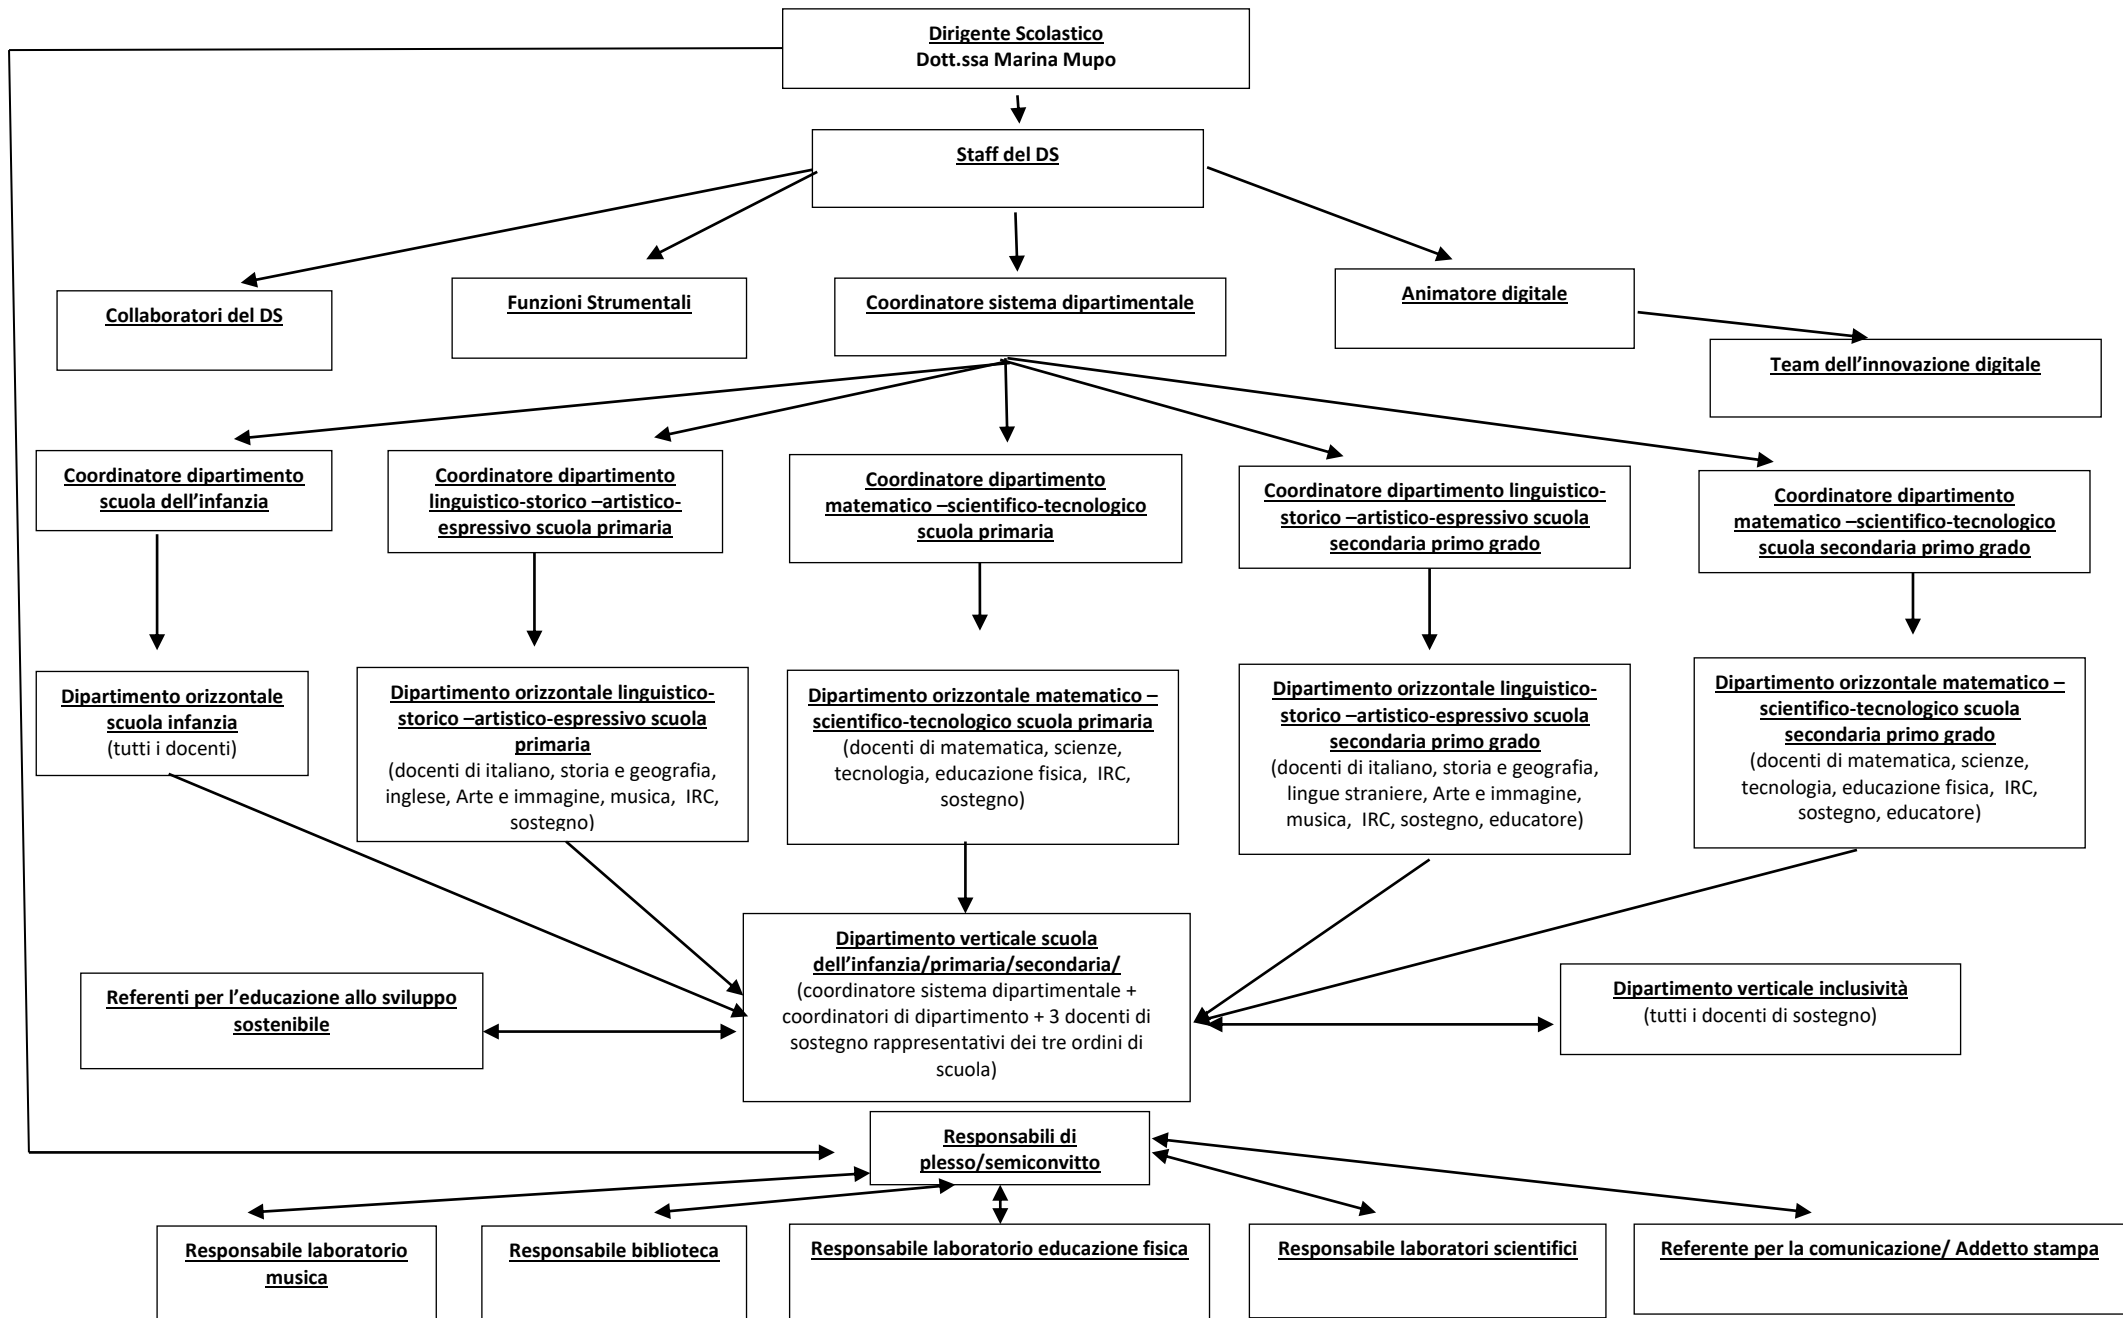 Dirigente Scolastico
Dott.ssa Marina Mupo
Staff del DS
Collaboratori del DS
Funzioni Strumentali
Coordinatore sistema dipartimentale
Animatore digitale
Team dell’innovazione digitale
Coordinatore dipartimento
scuola dell’infanzia
Coordinatore dipartimento
linguistico-storico –artistico-
espressivo scuola primaria
Coordinatore dipartimento
matematico –scientifico-tecnologico
scuola primaria
Coordinatore dipartimento linguistico-
storico –artistico-espressivo scuola
secondaria primo grado
Coordinatore dipartimento
matematico –scientifico-tecnologico
scuola secondaria primo grado
Dipartimento orizzontale
scuola infanzia
(tutti i docenti)
Dipartimento orizzontale linguistico-
storico –artistico-espressivo scuola
primaria
(docenti di italiano, storia e geografia,
inglese, Arte e immagine, musica, IRC,
sostegno)
Dipartimento orizzontale matematico –
scientifico-tecnologico scuola primaria
(docenti di matematica, scienze,
tecnologia, educazione fisica, IRC,
sostegno)
Dipartimento orizzontale linguistico-
storico –artistico-espressivo scuola
secondaria primo grado
(docenti di italiano, storia e geografia,
lingue straniere, Arte e immagine,
musica, IRC, sostegno, educatore)
Dipartimento orizzontale matematico –
scientifico-tecnologico scuola
secondaria primo grado
(docenti di matematica, scienze,
tecnologia, educazione fisica, IRC,
sostegno, educatore)
Referenti per l’educazione allo sviluppo
sostenibile
Dipartimento verticale scuola
dell’infanzia/primaria/secondaria/
(coordinatore sistema dipartimentale +
coordinatori di dipartimento + 3 docenti di
sostegno rappresentativi dei tre ordini di
scuola)
Dipartimento verticale inclusività
(tutti i docenti di sostegno)
Responsabili di
plesso/semiconvitto
Responsabile laboratorio
musica
Responsabile biblioteca
Responsabile laboratorio educazione fisica
Responsabile laboratori scientifici
Referente per la comunicazione/ Addetto stampa